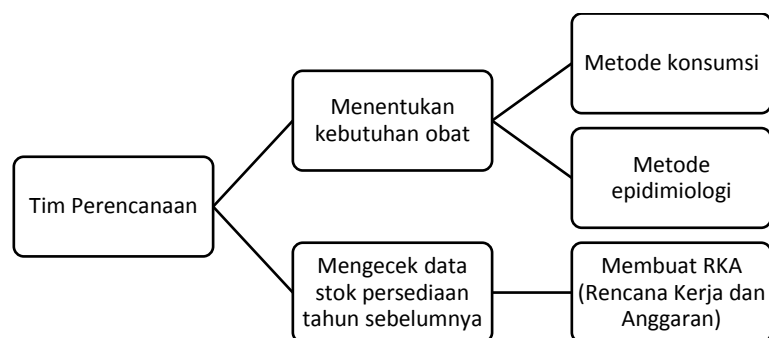 Tim Perencanaan
Menentukan
kebutuhan obat
Metode konsumsi
Metode
epidimiologi
Mengecek data
stok persediaan
tahun sebelumnya
Membuat RKA
(Rencana Kerja dan
Anggaran)